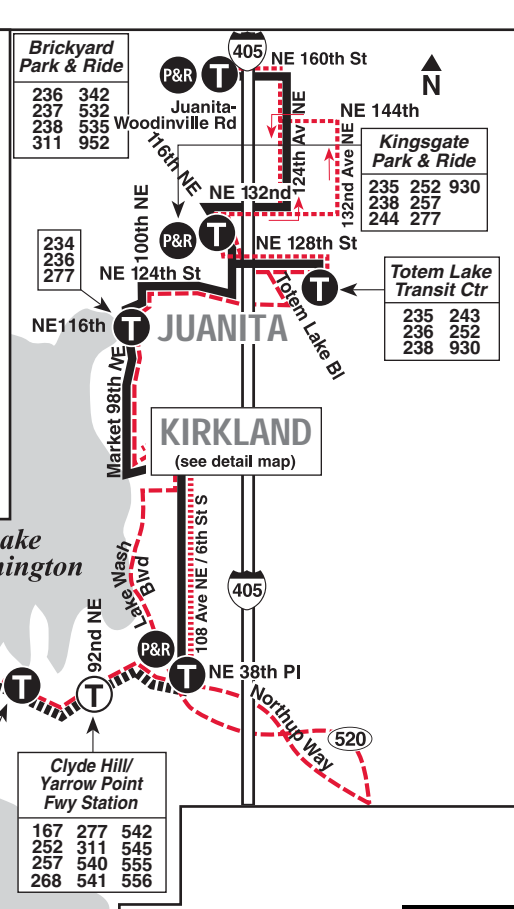 Brickyard
Park & Ride
236 342
237 532
238 535
311 952
405
NE 160th St
P&R
T
N
Juanita-
Woodinville Rd
124th Av NE
NE 144th
116th NE
132nd Ave NE
Kingsgate
Park & Ride
235 252 930
238 257
244 277
NE 132nd
100th NE
P&R
T
234
236
277
NE 128th St
NE 124th St
Totem Lake Bl
T
Totem Lake
Transit Ctr
235 243
236 252
238 930
NE116th
T
JUANITA
Market 98th NE
KIRKLAND
(see detail map)
ake
nington
Lake Wash
Blvd
108 Ave NE / 6th St S
405
92nd NE
P&R
T
NE 38th Pl
T
T
Northup Way
520
Clyde Hill/
Yarrow Point
Fwy Station
167 277 542
252 311 545
257 540 555
268 541 556